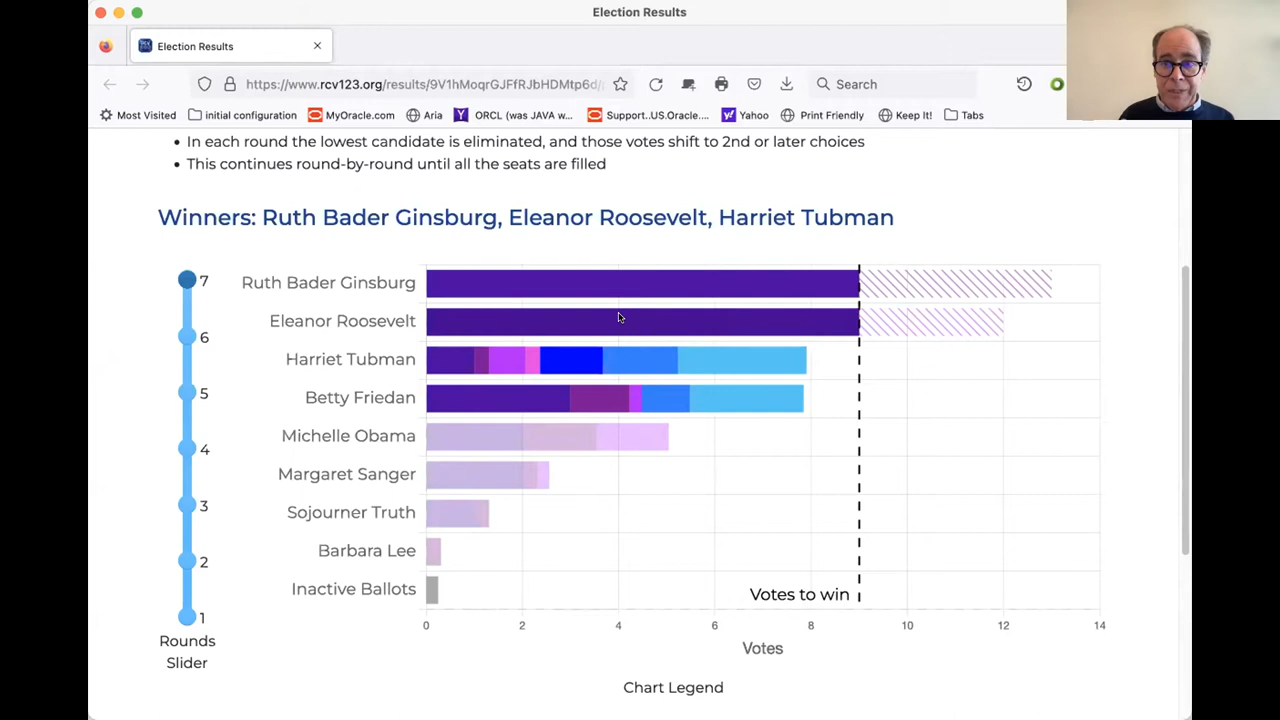 Election Results
Election Results
https://www.rcv123.org/results/9V1hMoqrGJFfRJbHDMtp6d/
Search
Most Visited
initial configuration
MyOracle.com
Aria
ORCL (was JAVA w...
Support..US.Oracle....
Yahoo
Print Friendly
Keep It!
Tabs
• In each round the lowest candidate is eliminated, and those votes shift to 2nd or later choices
• This continues round-by-round until all the seats are filled
Winners: Ruth Bader Ginsburg, Eleanor Roosevelt, Harriet Tubman
7
6
5
4
3
2
1
Rounds
Slider
Ruth Bader Ginsburg
Eleanor Roosevelt
Harriet Tubman
Betty Friedan
Michelle Obama
Margaret Sanger
Sojourner Truth
Barbara Lee
Inactive Ballots
Votes to win
0 2 4 6 8 10 12 14
Votes
Chart Legend